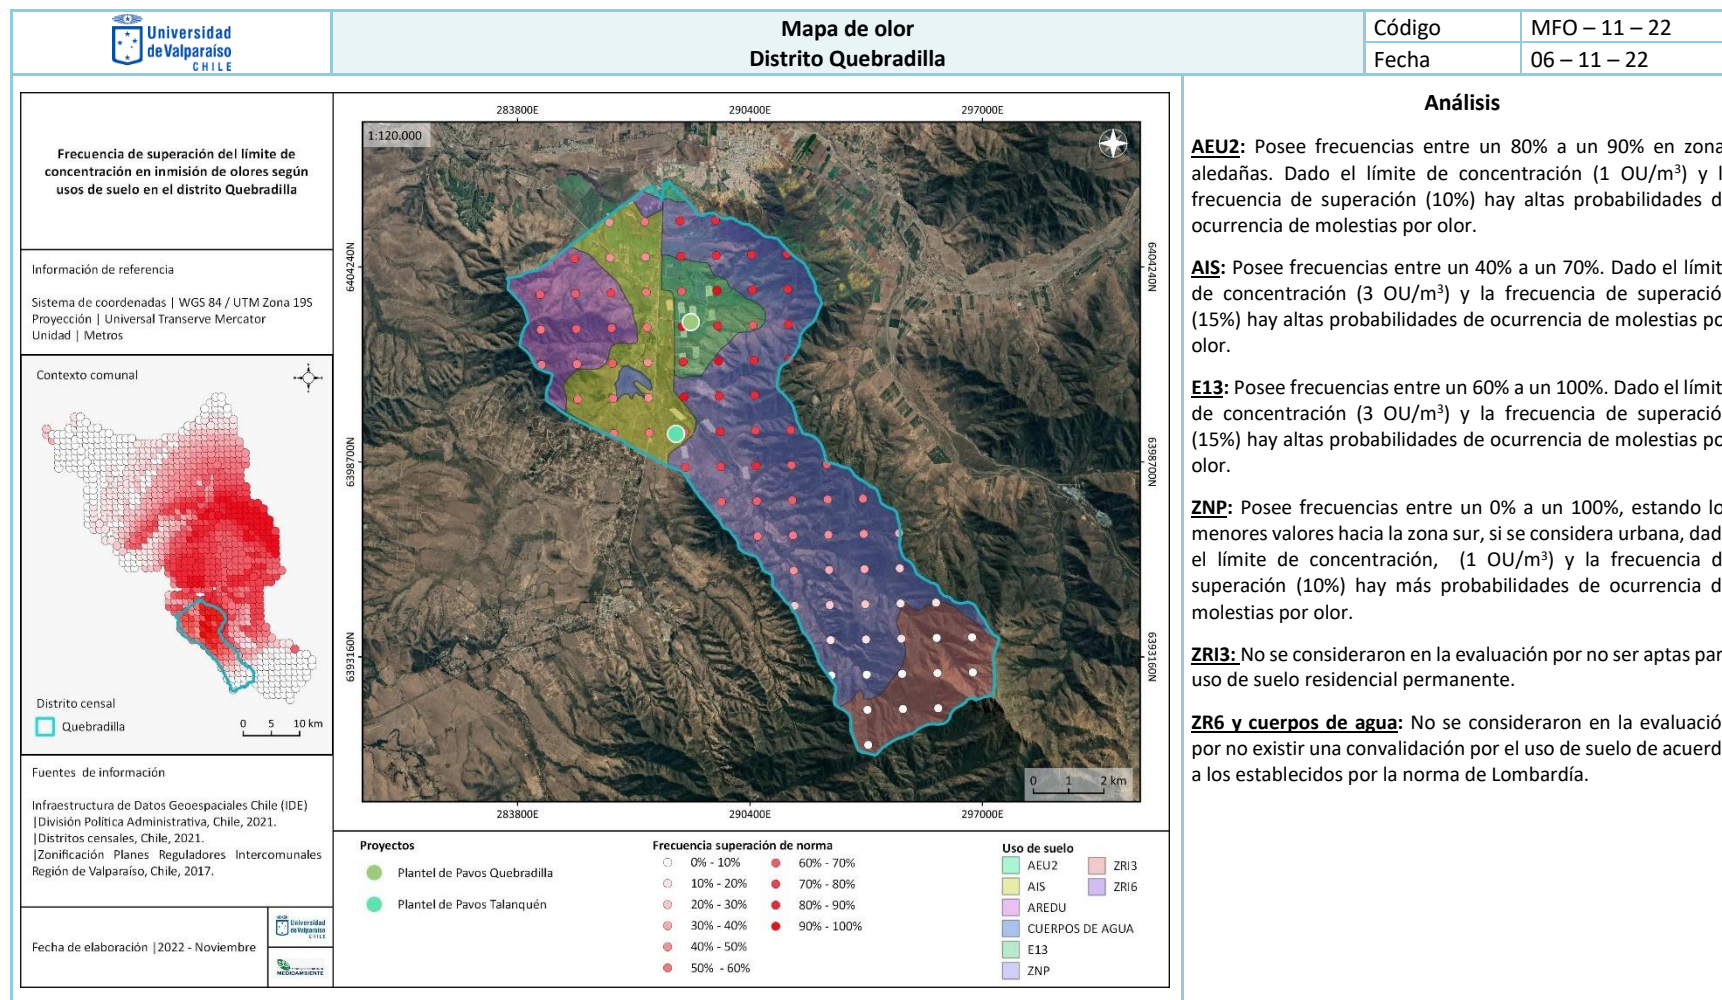 Universidad
de Valparaíso
CHILE
Mapa de olor
Distrito Quebradilla
Código
MFO – 11 – 22
Fecha
06 – 11 – 22
Frecuencia de superación del límite de
concentración en inmisión de olores según
usos de suelo en el distrito Quebradilla
Información de referencia
Sistema de coordenadas | WGS 84 / UTM Zona 19S
Proyección | Universal Transerve Mercator
Unidad | Metros
Contexto comunal
Distrito censal
Quebradilla
0 5 10 km
Fuentes de información
Infraestructura de Datos Geoespaciales Chile (IDE)
|División Política Administrativa, Chile, 2021.
|Distritos censales, Chile, 2021.
|Zonificación Planes Reguladores Intercomunales
Región de Valparaíso, Chile, 2017.
Fecha de elaboración |2022 - Noviembre
Universidad
de Valparaíso
CHILE
MEDIOAMBIENTE
283800E
290400E
297000E
1:120.000
6404240N
6404240N
6398700N
6398700N
6393160N
6393160N
0 1 2 km
283800E
290400E
297000E
Proyectos
Plantel de Pavos Quebradilla
Plantel de Pavos Talanquén
Frecuencia superación de norma
0% - 10%
10% - 20%
20% - 30%
30% - 40%
40% - 50%
50% - 60%
60% - 70%
70% - 80%
80% - 90%
90% - 100%
Uso de suelo
AEU2
AIS
AREDU
CUERPOS DE AGUA
E13
ZNP
ZRI3
ZRI6
Análisis
AEU2: Posee frecuencias entre un 80% a un 90% en zona
aledañas. Dado el límite de concentración (1 OU/m³) y l
frecuencia de superación (10%) hay altas probabilidades d
ocurrencia de molestias por olor.
AIS: Posee frecuencias entre un 40% a un 70%. Dado el límit
de concentración (3 OU/m³) y la frecuencia de superació
(15%) hay altas probabilidades de ocurrencia de molestias po
olor.
E13: Posee frecuencias entre un 60% a un 100%. Dado el límit
de concentración (3 OU/m³) y la frecuencia de superació
(15%) hay altas probabilidades de ocurrencia de molestias po
olor.
ZNP: Posee frecuencias entre un 0% a un 100%, estando lo
menores valores hacia la zona sur, si se considera urbana, dad
el límite de concentración, (1 OU/m³) y la frecuencia d
superación (10%) hay más probabilidades de ocurrencia d
molestias por olor.
ZRI3: No se consideraron en la evaluación por no ser aptas par
uso de suelo residencial permanente.
ZR6 y cuerpos de agua: No se consideraron en la evaluació
por no existir una convalidación por el uso de suelo de acuerd
a los establecidos por la norma de Lombardía.